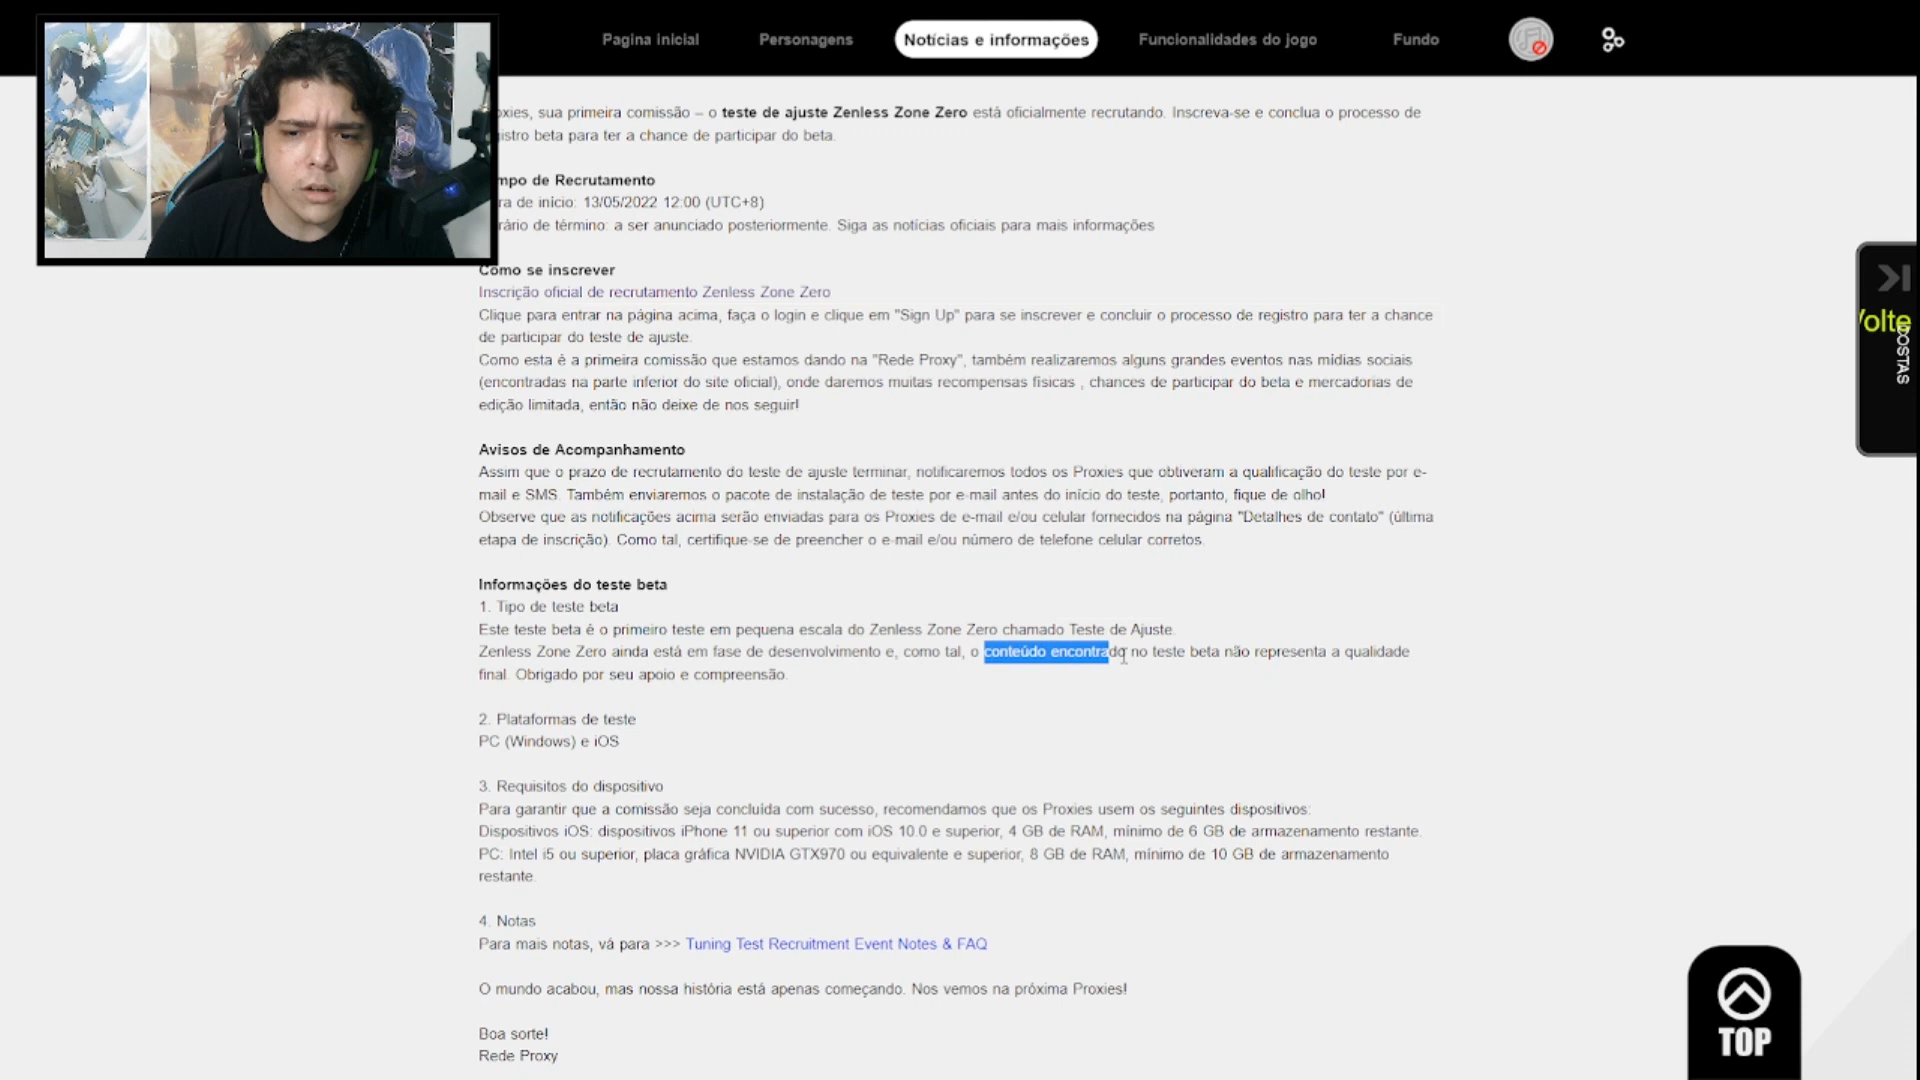 Pagina inicial
Personagens
Notícias e informações
Funcionalidades do jogo
Fundo
oxies, sua primeira comissão – o teste de ajuste Zenless Zone Zero está oficialmente recrutando. Inscreva-se e conclua o processo de
istro beta para ter a chance de participar do beta.
mpo de Recrutamento
ra de início: 13/05/2022 12:00 (UTC+8)
rário de término: a ser anunciado posteriormente. Siga as notícias oficiais para mais informações
Como se inscrever
Inscrição oficial de recrutamento Zenless Zone Zero
Clique para entrar na página acima, faça o login e clique em "Sign Up" para se inscrever e concluir o processo de registro para ter a chance
de participar do teste de ajuste.
Como esta é a primeira comissão que estamos dando na "Rede Proxy", também realizaremos alguns grandes eventos nas mídias sociais
(encontradas na parte inferior do site oficial), onde daremos muitas recompensas físicas , chances de participar do beta e mercadorias de
edição limitada, então não deixe de nos seguir!
Avisos de Acompanhamento
Assim que o prazo de recrutamento do teste de ajuste terminar, notificaremos todos os Proxies que obtiveram a qualificação do teste por e-
mail e SMS. Também enviaremos o pacote de instalação de teste por e-mail antes do início do teste, portanto, fique de olho!
Observe que as notificações acima serão enviadas para os Proxies de e-mail e/ou celular fornecidos na página "Detalhes de contato" (última
etapa de inscrição). Como tal, certifique-se de preencher o e-mail e/ou número de telefone celular corretos.
Informações do teste beta
1. Tipo de teste beta
Este teste beta é o primeiro teste em pequena escala do Zenless Zone Zero chamado Teste de Ajuste.
Zenless Zone Zero ainda está em fase de desenvolvimento e, como tal, o conteúdo encontrado no teste beta não representa a qualidade
final. Obrigado por seu apoio e compreensão.
2. Plataformas de teste
PC (Windows) e iOS
3. Requisitos do dispositivo
Para garantir que a comissão seja concluída com sucesso, recomendamos que os Proxies usem os seguintes dispositivos:
Dispositivos iOS: dispositivos iPhone 11 ou superior com iOS 10.0 e superior, 4 GB de RAM, mínimo de 6 GB de armazenamento restante.
PC: Intel i5 ou superior, placa gráfica NVIDIA GTX970 ou equivalente e superior, 8 GB de RAM, mínimo de 10 GB de armazenamento
restante.
4. Notas
Para mais notas, vá para >>> Tuning Test Recruitment Event Notes & FAQ
O mundo acabou, mas nossa história está apenas começando. Nos vemos na próxima Proxies!
Boa sorte!
Rede Proxy
Volte
COSTAS
TOP